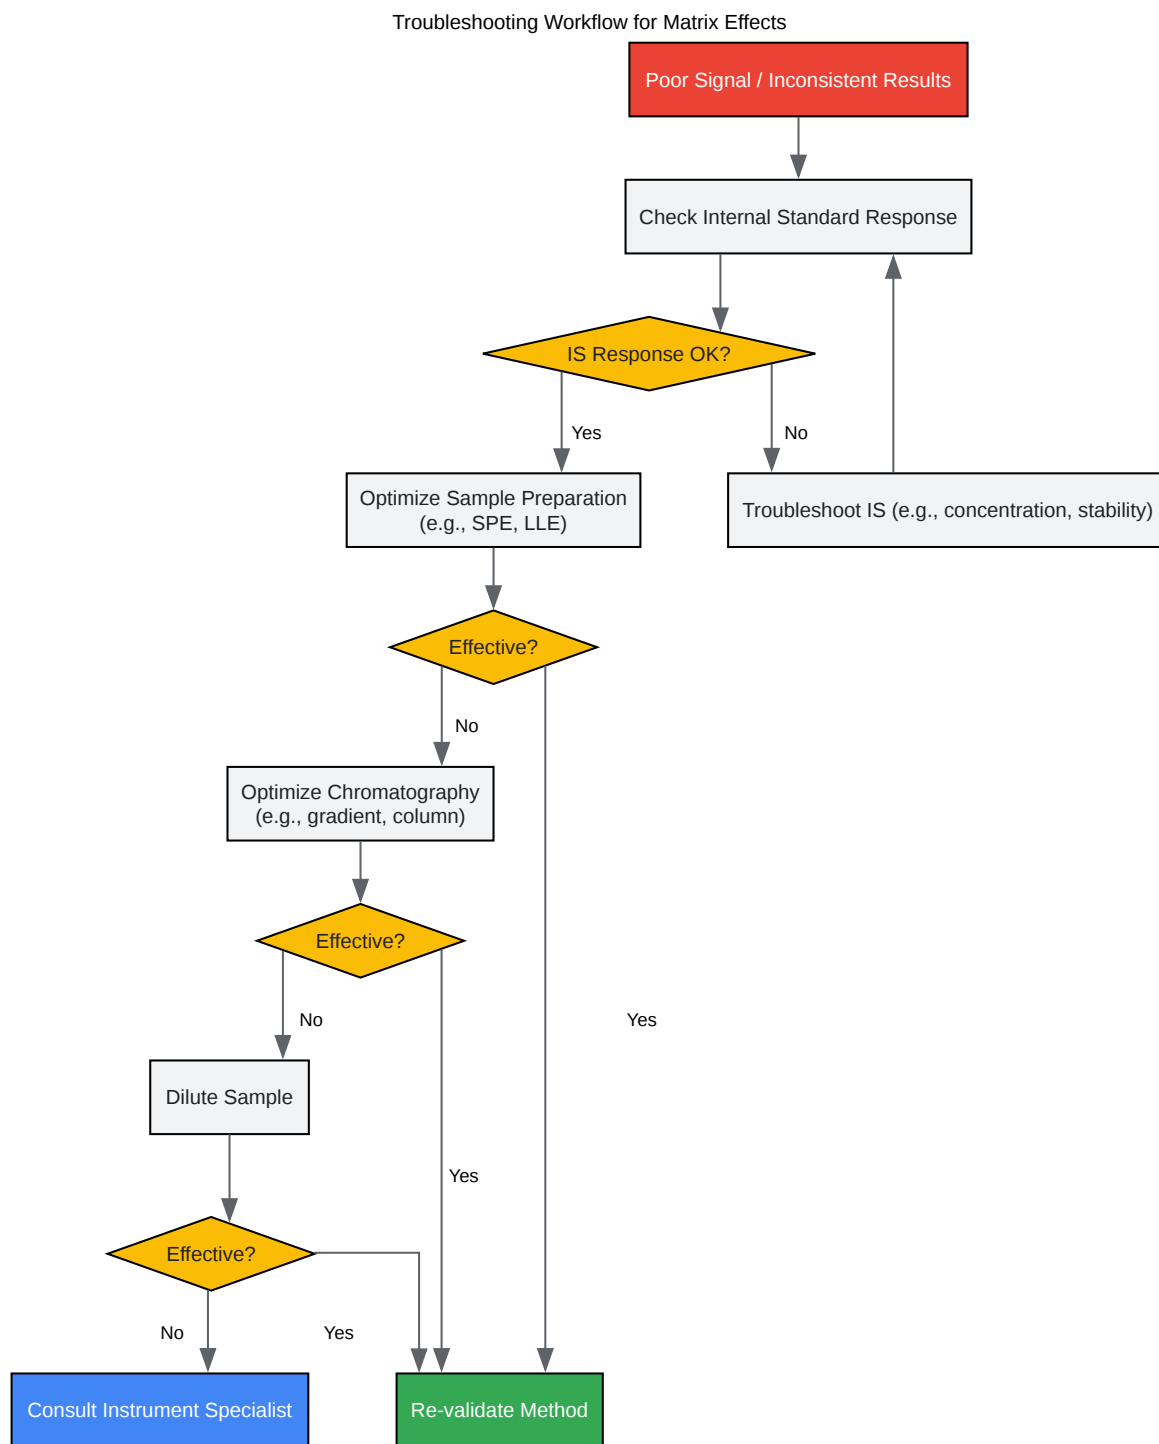 Troubleshooting Workflow for Matrix Effects
Poor Signal / Inconsistent Results
Check Internal Standard Response
IS Response OK?
Yes
No
Optimize Sample Preparation
(e.g., SPE, LLE)
Troubleshoot IS (e.g., concentration, stability)
Effective?
No
Optimize Chromatography
(e.g., gradient, column)
Effective?
No
Yes
Dilute Sample
Yes
Effective?
No
Yes
Consult Instrument Specialist
Re-validate Method